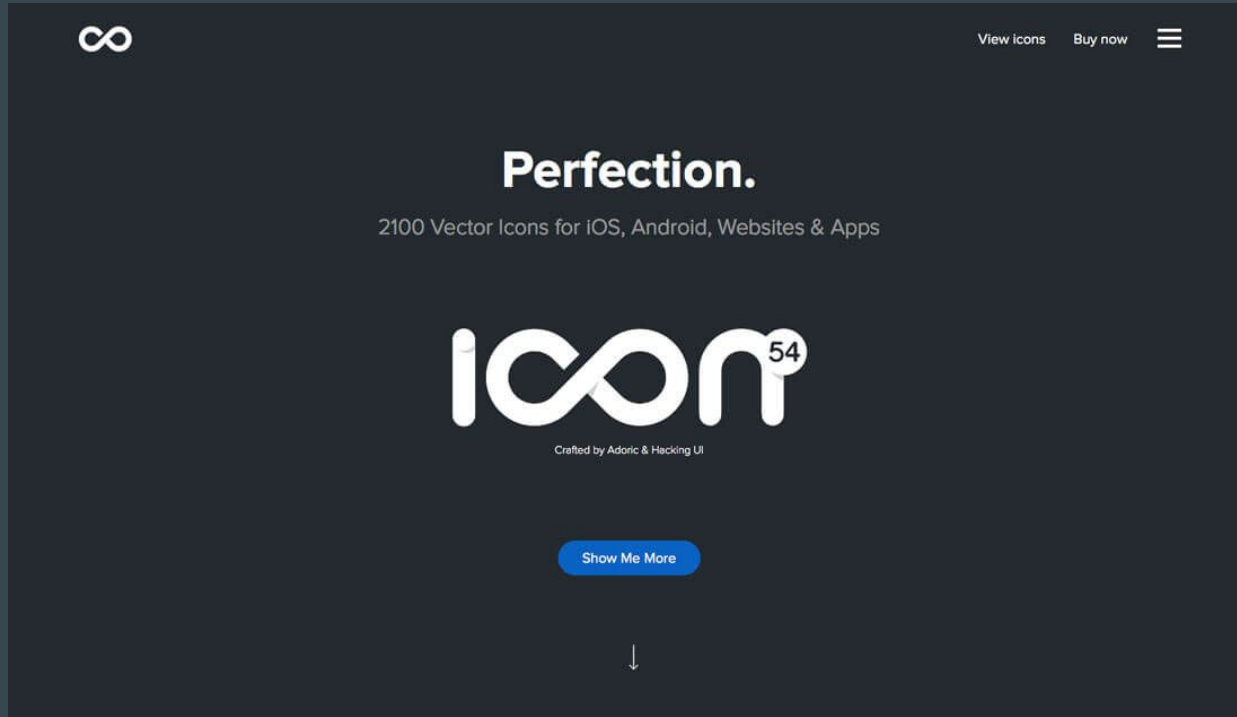 View icons Buy now
Perfection.
2100 Vector Icons for iOS, Android, Websites & Apps
icon 54
Crafted by Adoric & Hacking UI
Show Me More